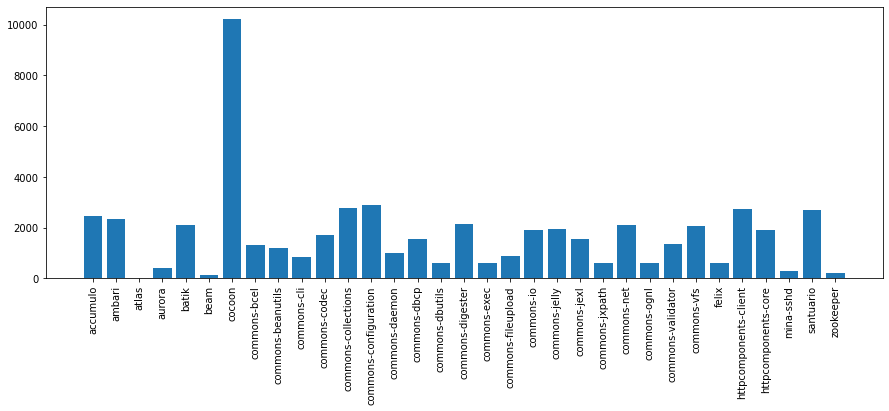 10000
8000
6000
4000
2000
0
accumulo
ambari
atlas
aurora
batik
beam
cocoon
commons-bcel
commons-beanutils
commons-cli
commons-codec
commons-collections
commons-configuration
commons-daemon
commons-dbcp
commons-dbutils
commons-digester
commons-exec
commons-fileupload
commons-io
commons-jelly
commons-jexl
commons-jxpath
commons-net
commons-ognl
commons-validator
commons-vfs
felix
httpcomponents-client
httpcomponents-core
mina-sshd
santuario
zookeeper